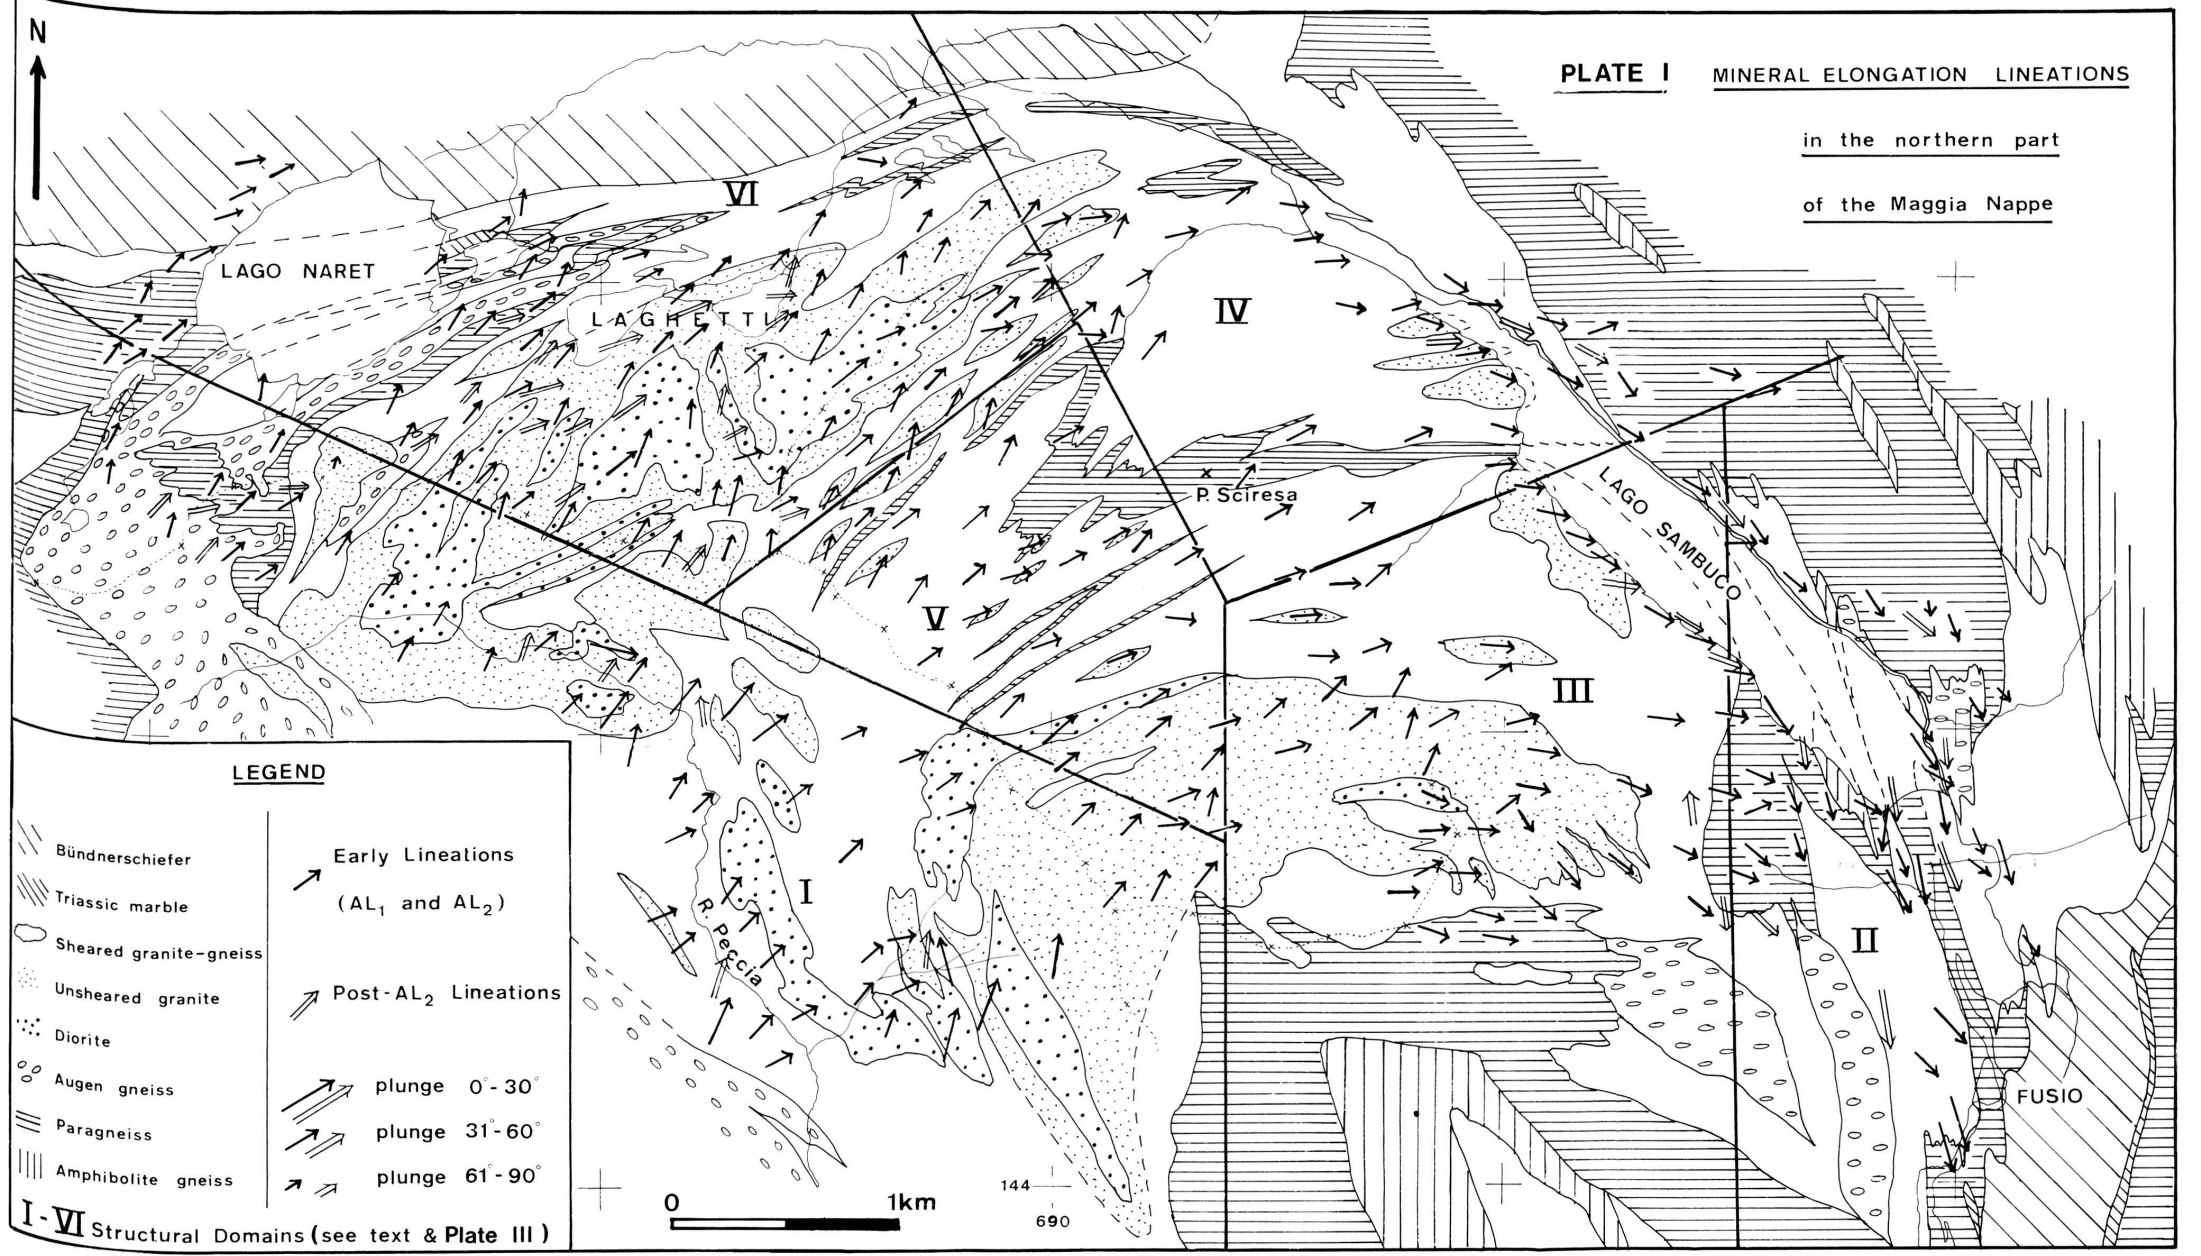 N
PLATE I MINERAL ELONGATION LINEATIONS
in the northern part
of the Maggia Nappe
VI
LAGO NARET
LAGHETTI
IV
P. Sciresa
LAGO SAMBUCO
V
III
I
R. Peccia
II
FUSIO
LEGEND
Bündnerschiefer
Triassic marble
Sheared granite-gneiss
Unsheared granite
Diorite
Augen gneiss
Paragneiss
Amphibolite gneiss
Early Lineations
(AL1 and AL2)
Post-AL2 Lineations
plunge 0°-30°
plunge 31°-60°
plunge 61°-90°
I-VI Structural Domains (see text & Plate III)
0 1km
144
690